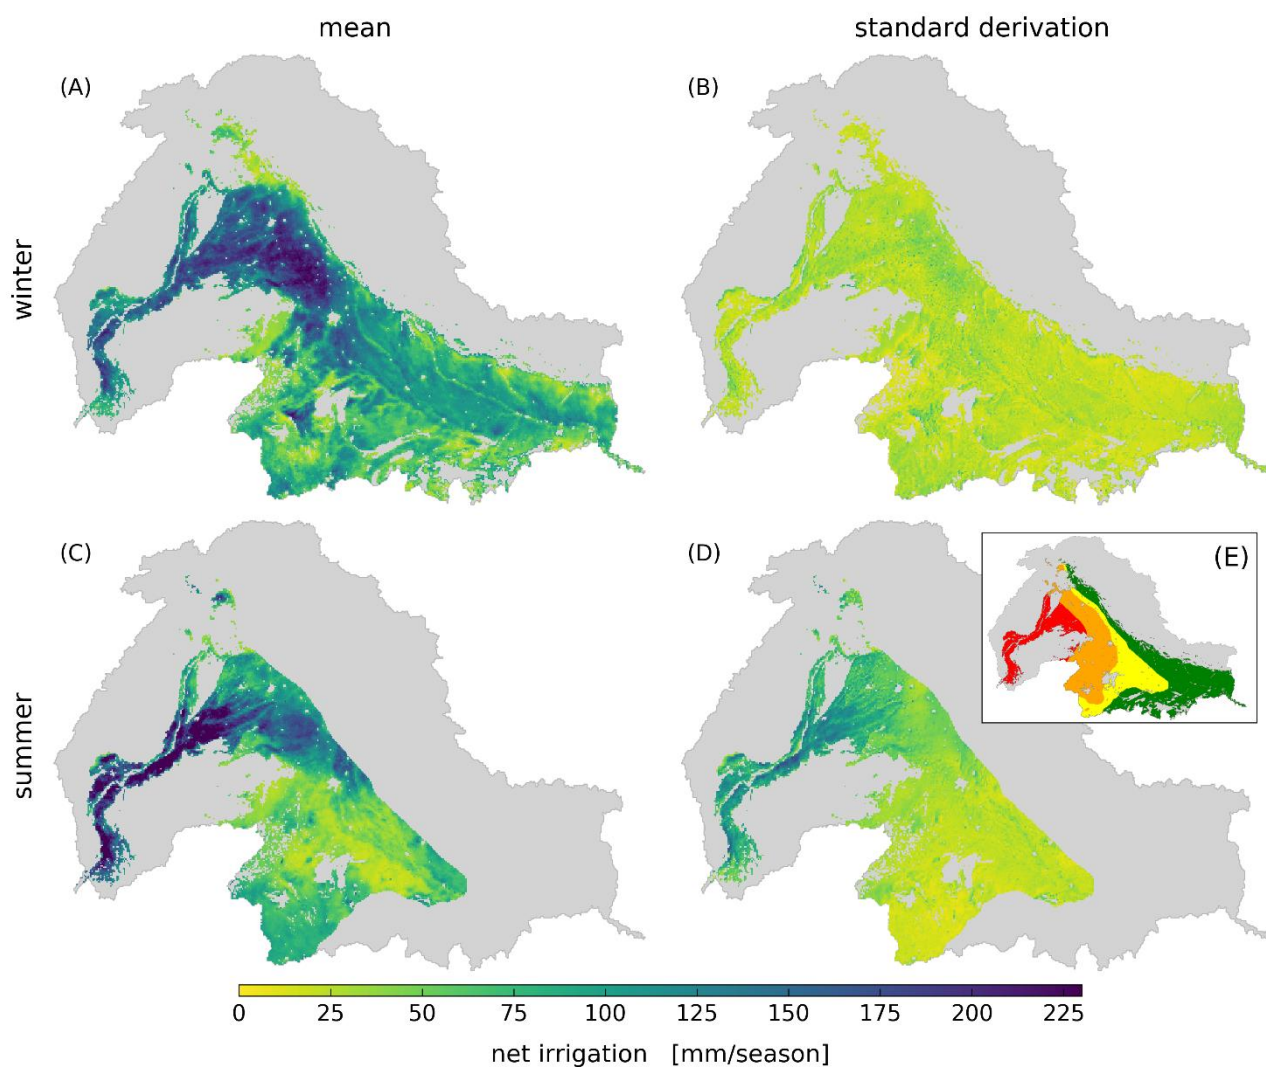 mean
standard derivation
(A)
(B)
winter
(C)
(D)
(E)
summer
0 25 50 75 100 125 150 175 200 225
net irrigation [mm/season]